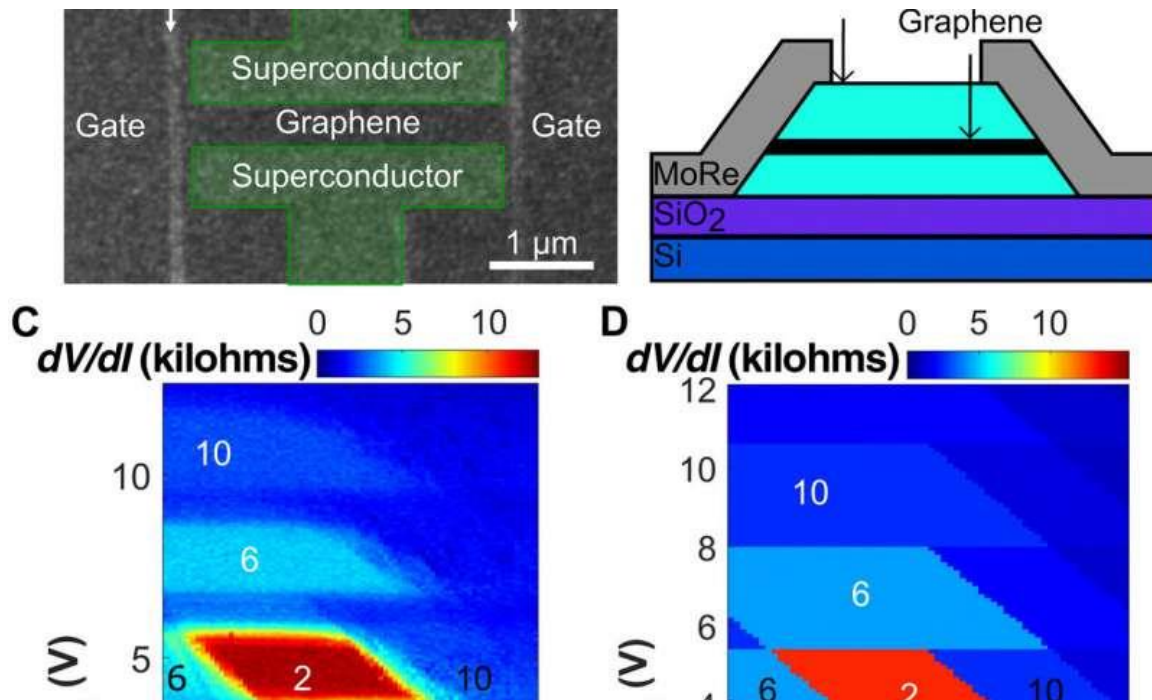 Superconductor
Gate
Graphene
Gate
Superconductor
1 µm
Graphene
MoRe
SiO2
Si
C
0 5 10
dV/dI (kilohms)
10
5
(V)
10
6
6
2
10
D
0 5 10
dV/dI (kilohms)
12
10
8
6
4
(V)
10
6
6
2
10